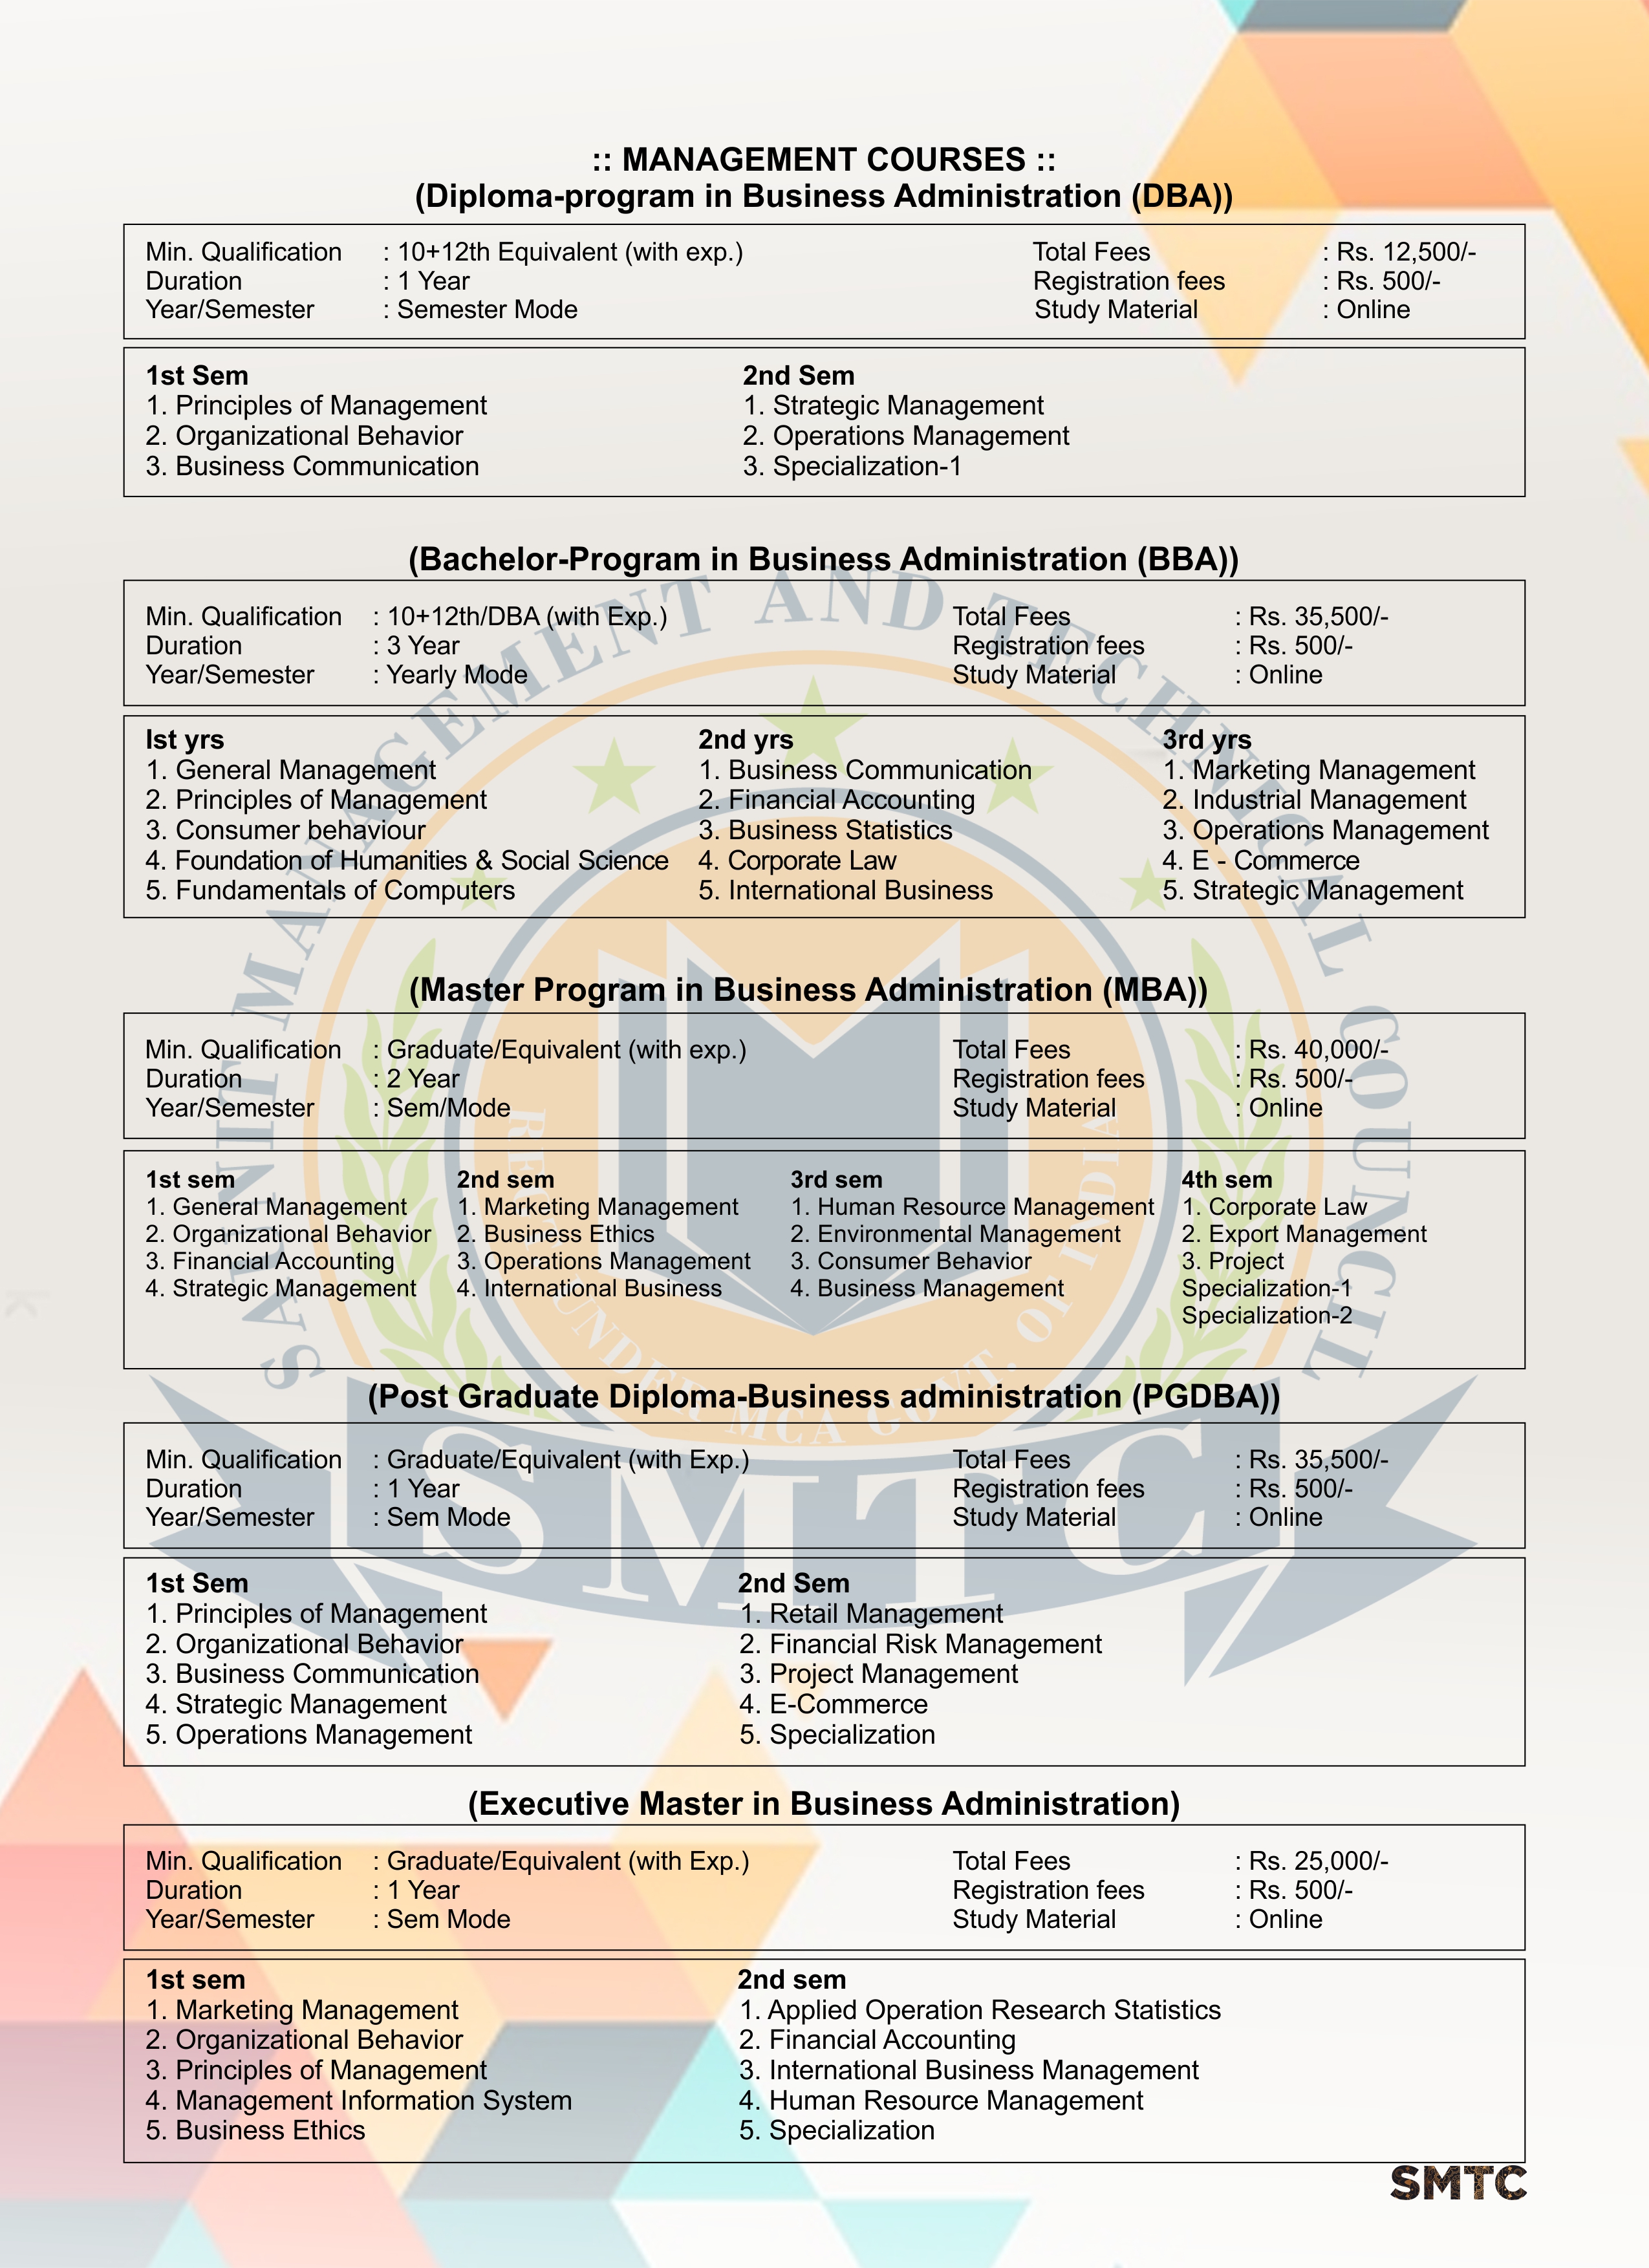 :: MANAGEMENT COURSES ::
(Diploma-program in Business Administration (DBA))
Min. Qualification : 10+12th Equivalent (with exp.) Total Fees : Rs. 12,500/-
Duration : 1 Year Registration fees : Rs. 500/-
Year/Semester : Semester Mode Study Material : Online
1st Sem 2nd Sem
1. Principles of Management 1. Strategic Management
2. Organizational Behavior 2. Operations Management
3. Business Communication 3. Specialization-1
(Bachelor-Program in Business Administration (BBA))
Min. Qualification : 10+12th/DBA (with Exp.) Total Fees : Rs. 35,500/-
Duration : 3 Year Registration fees : Rs. 500/-
Year/Semester : Yearly Mode Study Material : Online
Ist yrs 2nd yrs 3rd yrs
1. General Management 1. Business Communication 1. Marketing Management
2. Principles of Management 2. Financial Accounting 2. Industrial Management
3. Consumer behaviour 3. Business Statistics 3. Operations Management
4. Foundation of Humanities & Social Science 4. Corporate Law 4. E - Commerce
5. Fundamentals of Computers 5. International Business 5. Strategic Management
(Master Program in Business Administration (MBA))
Min. Qualification : Graduate/Equivalent (with exp.) Total Fees : Rs. 40,000/-
Duration : 2 Year Registration fees : Rs. 500/-
Year/Semester : Sem/Mode Study Material : Online
1st sem 2nd sem 3rd sem 4th sem
1. General Management 1. Marketing Management 1. Human Resource Management 1. Corporate Law
2. Organizational Behavior 2. Business Ethics 2. Environmental Management 2. Export Management
3. Financial Accounting 3. Operations Management 3. Consumer Behavior 3. Project
4. Strategic Management 4. International Business 4. Business Management Specialization-1
Specialization-2
(Post Graduate Diploma-Business administration (PGDBA))
Min. Qualification : Graduate/Equivalent (with Exp.) Total Fees : Rs. 35,500/-
Duration : 1 Year Registration fees : Rs. 500/-
Year/Semester : Sem Mode Study Material : Online
1st Sem 2nd Sem
1. Principles of Management 1. Retail Management
2. Organizational Behavior 2. Financial Risk Management
3. Business Communication 3. Project Management
4. Strategic Management 4. E-Commerce
5. Operations Management 5. Specialization
(Executive Master in Business Administration)
Min. Qualification : Graduate/Equivalent (with Exp.) Total Fees : Rs. 25,000/-
Duration : 1 Year Registration fees : Rs. 500/-
Year/Semester : Sem Mode Study Material : Online
1st sem 2nd sem
1. Marketing Management 1. Applied Operation Research Statistics
2. Organizational Behavior 2. Financial Accounting
3. Principles of Management 3. International Business Management
4. Management Information System 4. Human Resource Management
5. Business Ethics 5. Specialization
SMTC
SARNIT MANAGEMENT AND TECHNICAL COUNCIL
UNDER MCA GOVT. OF INDIA
SMTC